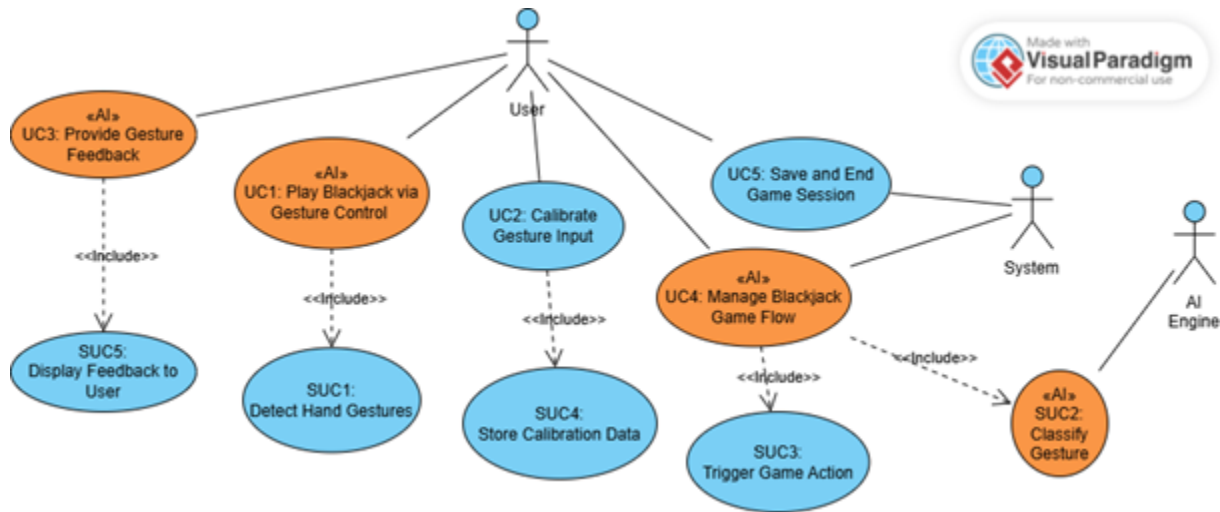 Made with
Visual Paradigm
For non-commercial use
User
«AI»
UC3: Provide Gesture
Feedback
«AI»
UC1: Play Blackjack via
Gesture Control
UC2: Calibrate
Gesture Input
UC5: Save and End
Game Session
System
«AI»
UC4: Manage Blackjack
Game Flow
AI
Engine
<<Include>>
<<Include>>
<<Include>>
<<Include>>
<<Include>>
SUC5:
Display Feedback to
User
SUC1:
Detect Hand Gestures
SUC4:
Store Calibration Data
SUC3:
Trigger Game Action
«AI»
SUC2:
Classify
Gesture